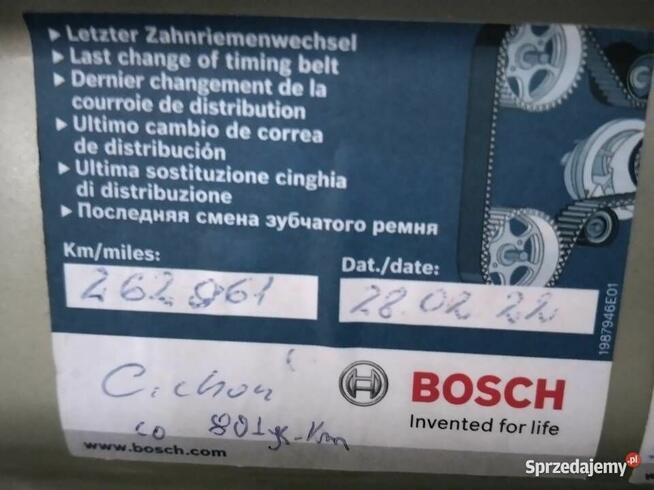 ▸ Letzter Zahnriemenwechsel
▸ Last change of timing belt
▸ Dernier changement de la
courroie de distribution
▸ Ultimo cambio de correa
de distribución
▸ Ultima sostituzione cinghia
di distribuzione
▸ Последняя смена зубчатого ремня
Km/miles:
262 961
Dat./date:
28.02 22
1987946E01
BOSCH
Invented for life
co
www.bosch.com
Sprzedajemy.pl